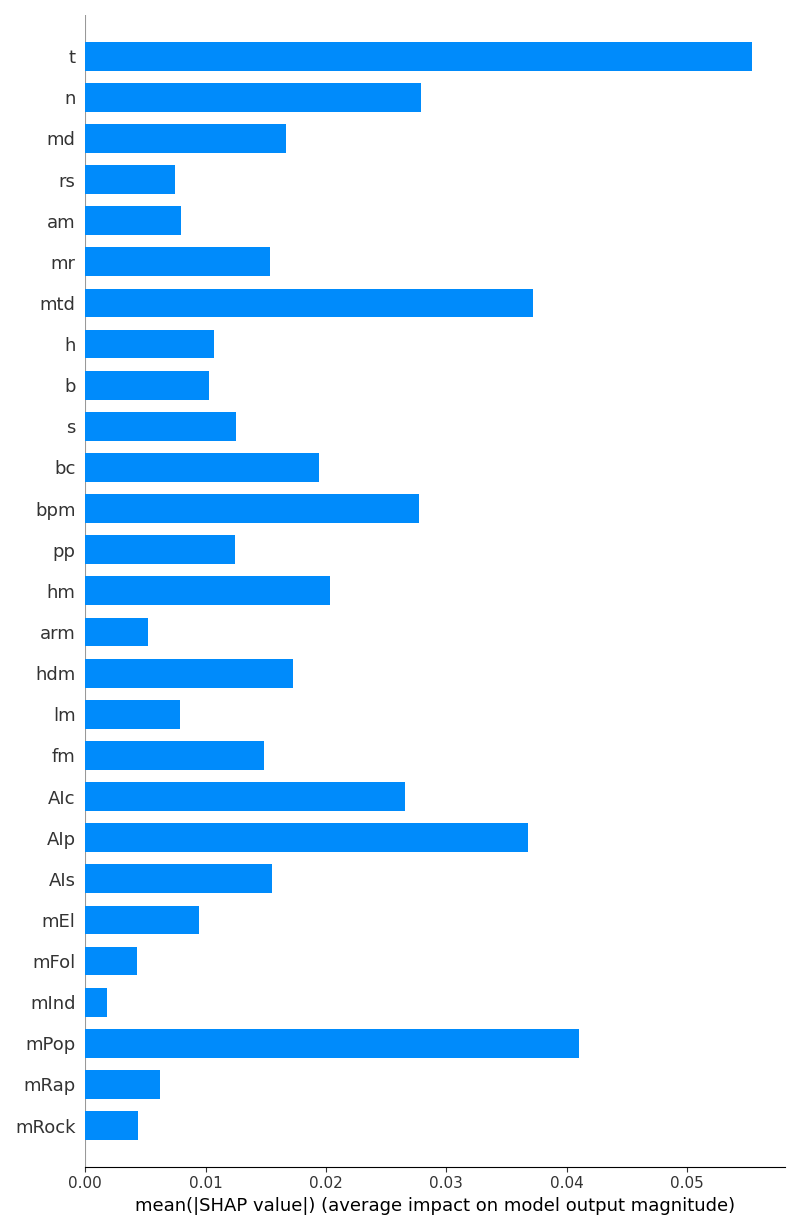 t
n
md
rs
am
mr
mtd
h
b
s
bc
bpm
pp
hm
arm
hdm
lm
fm
AIc
AIp
AIs
mEl
mFol
mInd
mPop
mRap
mRock
0.00 0.01 0.02 0.03 0.04 0.05
mean(|SHAP value|) (average impact on model output magnitude)